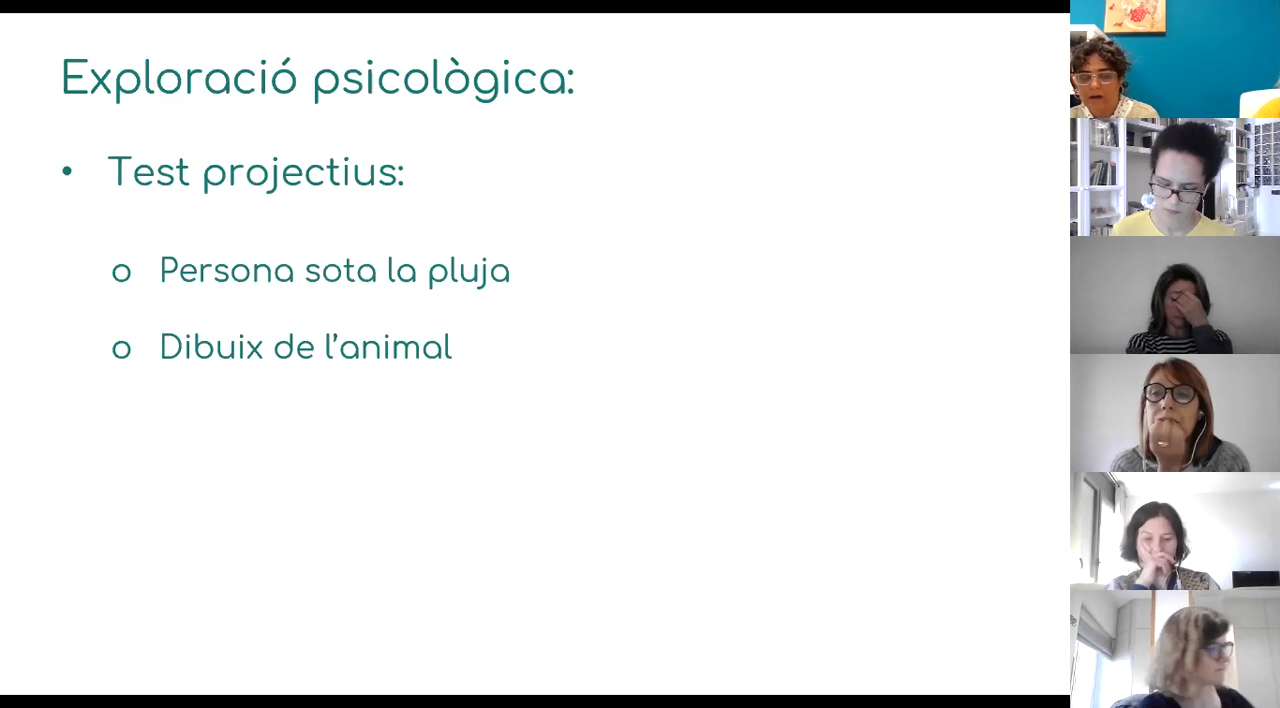 Exploració psicològica:
• Test projectius:
o Persona sota la pluja
o Dibuix de l’animal